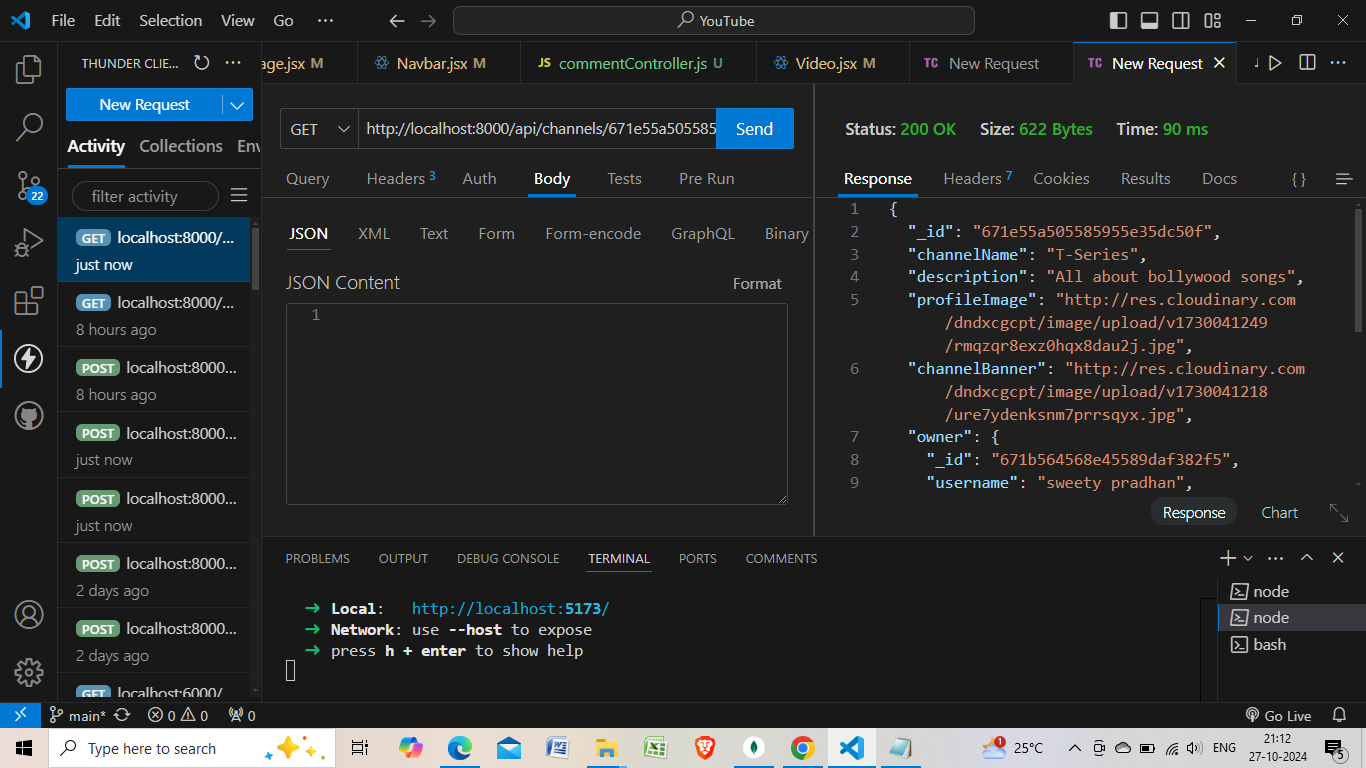 File Edit Selection View Go ··· YouTube
THUNDER CLIE... ···
age.jsx M Navbar.jsx M JS commentController.js U Video.jsx M TC New Request TC New Request ···
New Request
Activity Collections Env
filter activity
GET localhost:8000/...
just now
GET localhost:8000/...
8 hours ago
POST localhost:8000...
8 hours ago
POST localhost:8000...
just now
POST localhost:8000...
just now
POST localhost:8000...
2 days ago
POST localhost:8000...
2 days ago
GET localhost:6000/
22
GET http://localhost:8000/api/channels/671e55a505585 Send
Query Headers 3 Auth Body Tests Pre Run
JSON XML Text Form Form-encode GraphQL Binary
JSON Content Format
1
Status: 200 OK Size: 622 Bytes Time: 90 ms
Response Headers 7 Cookies Results Docs { }
1 {
2 "_id": "671e55a505585955e35dc50f",
3 "channelName": "T-Series",
4 "description": "All about bollywood songs",
5 "profileImage": "http://res.cloudinary.com
/dndxcgcpt/image/upload/v1730041249
/rmqzqr8exz0hqx8dau2j.jpg",
6 "channelBanner": "http://res.cloudinary.com
/dndxcgcpt/image/upload/v1730041218
/ure7ydenksnm7prrsqyx.jpg",
7 "owner": {
8 "_id": "671b564568e45589daf382f5",
9 "username": "sweety pradhan",
Response Chart
PROBLEMS OUTPUT DEBUG CONSOLE TERMINAL PORTS COMMENTS
➜ Local: http://localhost:5173/
➜ Network: use --host to expose
➜ press h + enter to show help
node
node
bash
main* 0 0 0 Go Live
Type here to search 1 25°C ENG 21:12
27-10-2024 5